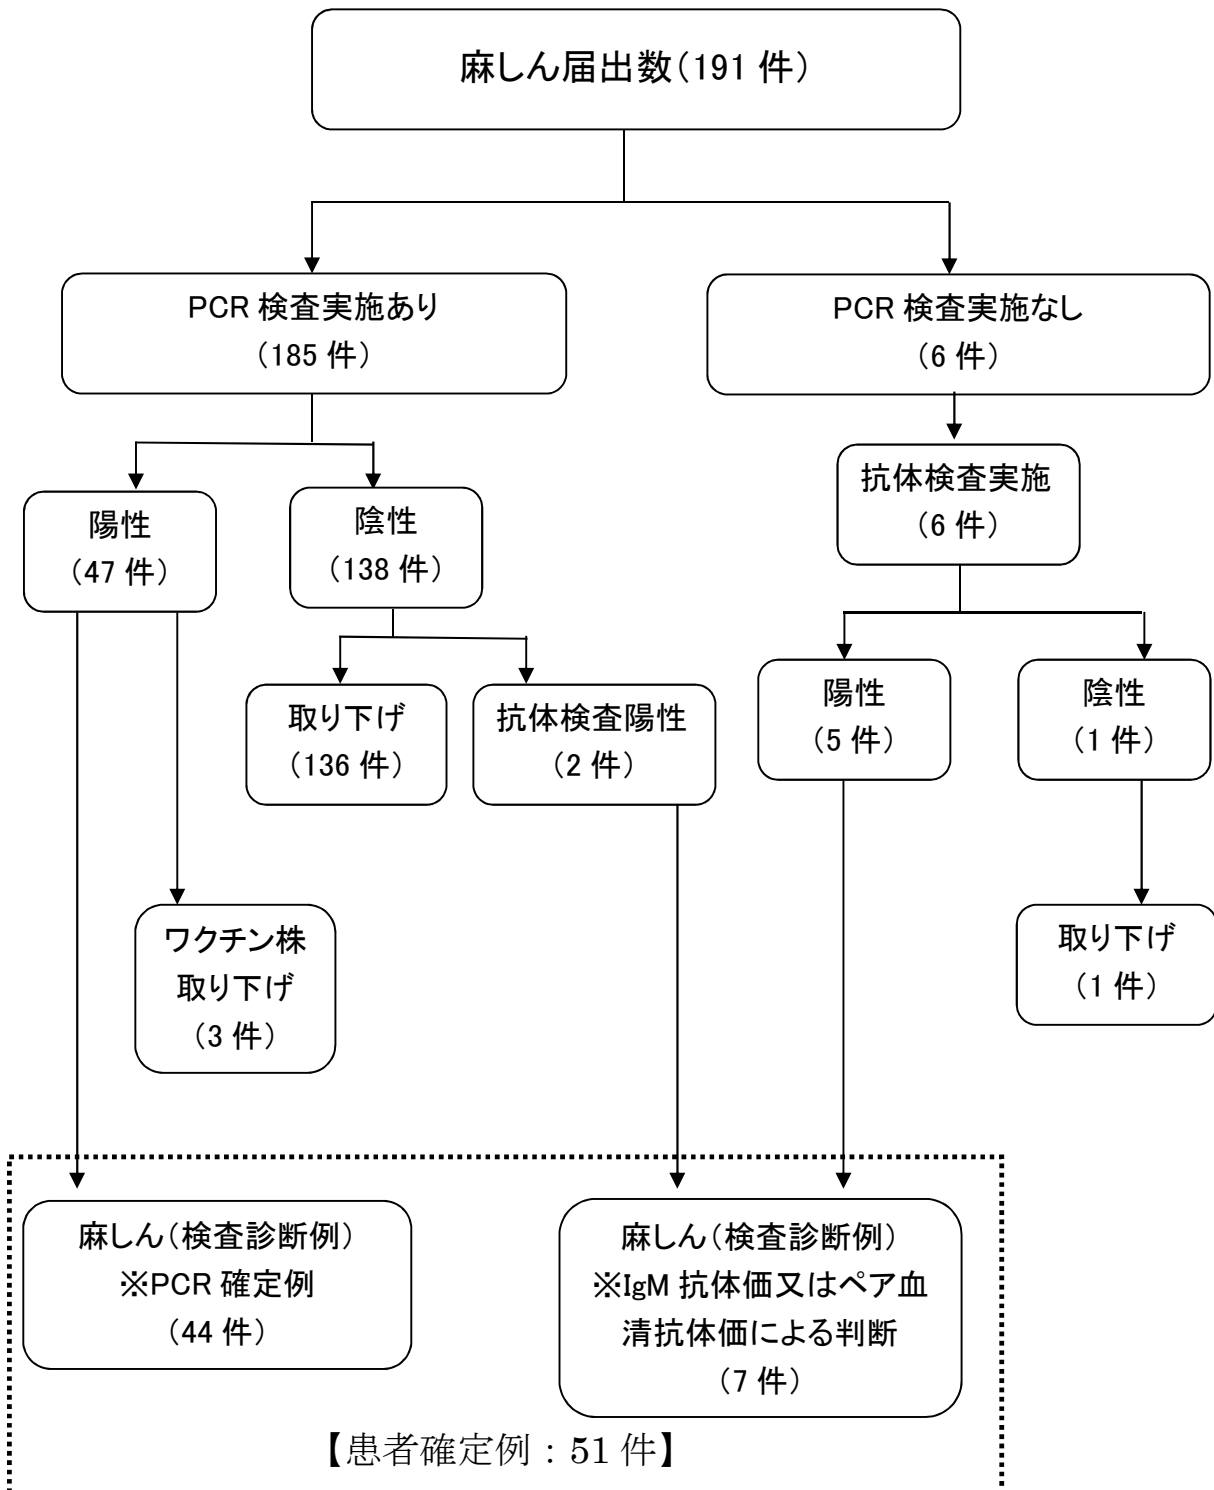 麻しん届出数(191 件)
PCR 検査実施あり
(185 件)
PCR 検査実施なし
(6 件)
陽性
(47 件)
陰性
(138 件)
抗体検査実施
(6 件)
取り下げ
(136 件)
抗体検査陽性
(2 件)
陽性
(5 件)
陰性
(1 件)
ワクチン株
取り下げ
(3 件)
取り下げ
(1 件)
麻しん(検査診断例)
※PCR 確定例
(44 件)
麻しん(検査診断例)
※IgM 抗体価又はペア血
清抗体価による判断
(7 件)
【患者確定例：51 件】